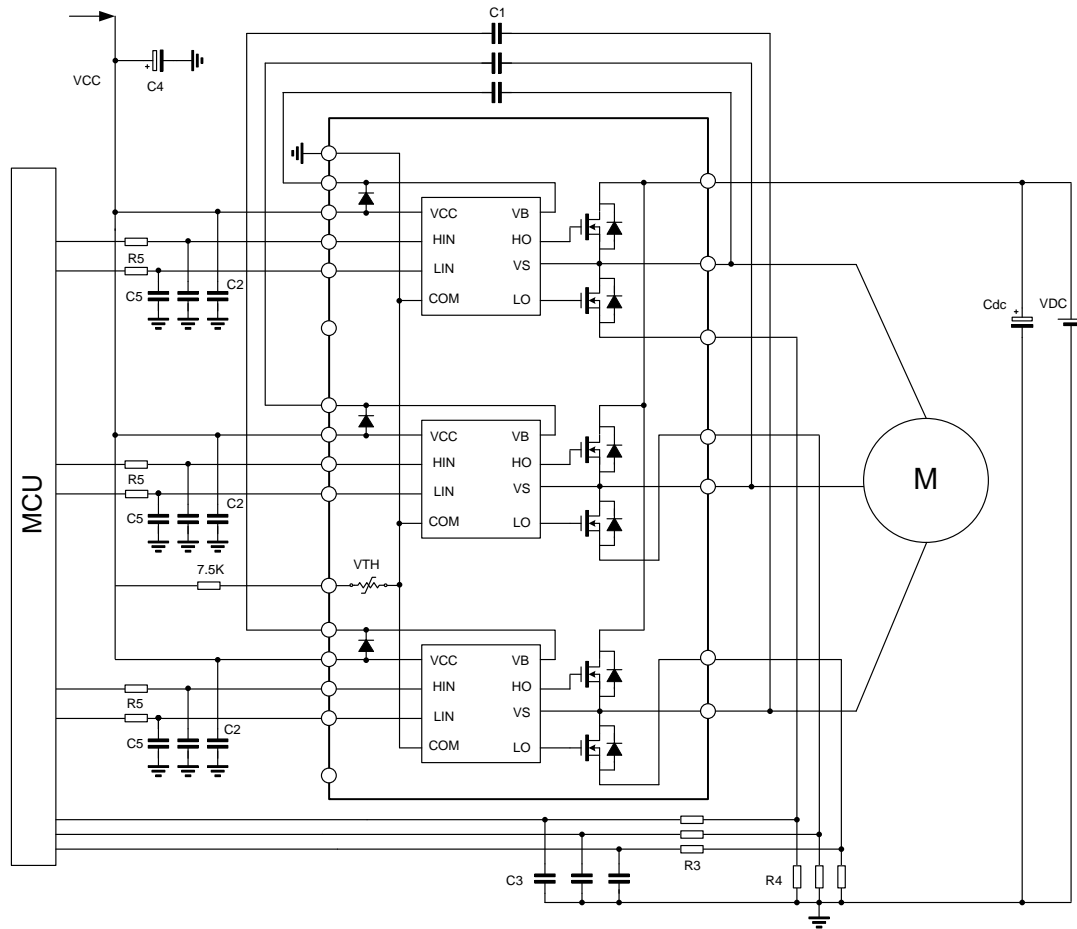 C1
VCC
C4
VCC VB
HIN HO
LIN VS
COM LO
R5
C5
C2
Cdc
VDC
+
+
VCC VB
HIN HO
LIN VS
COM LO
R5
C5
C2
MCU
M
7.5K
VTH
VCC VB
HIN HO
LIN VS
COM LO
R5
C5
C2
R3
C3
R4